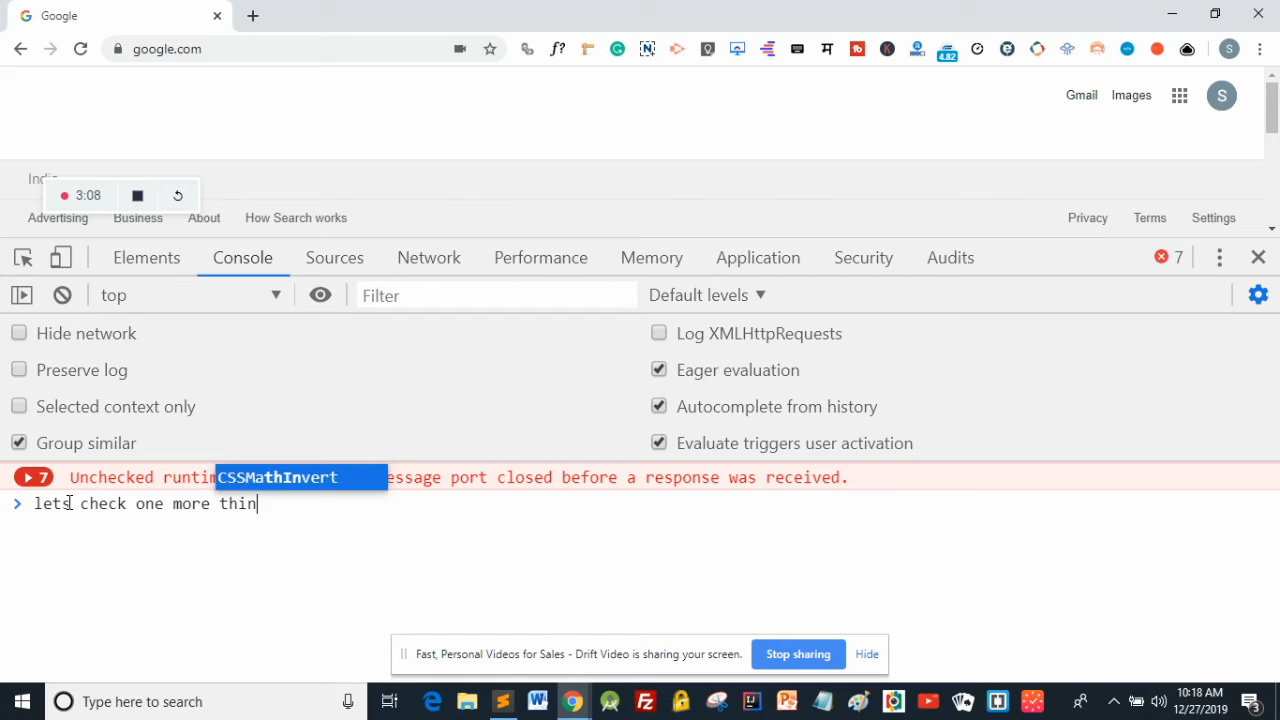 Google
google.com
4.82
Gmail Images S
India
3:08
Advertising Business About How Search works Privacy Terms Settings
Elements Console Sources Network Performance Memory Application Security Audits 7
top Filter Default levels ▼
Hide network Log XMLHttpRequests
Preserve log Eager evaluation
Selected context only Autocomplete from history
Group similar Evaluate triggers user activation
7 Unchecked runtim CSSMathInvert essage port closed before a response was received.
> lets check one more thin
Fast, Personal Videos for Sales - Drift Video is sharing your screen. Stop sharing Hide
Type here to search
10:18 AM
12/27/2019
3